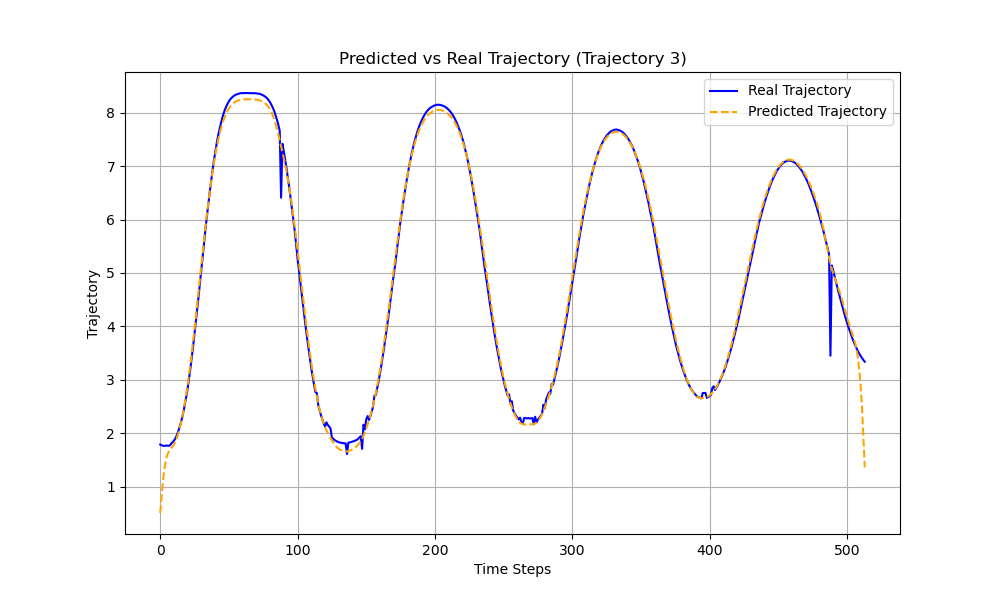 Predicted vs Real Trajectory (Trajectory 3)
Real Trajectory
Predicted Trajectory
Trajectory
8
7
6
5
4
3
2
1
0 100 200 300 400 500
Time Steps